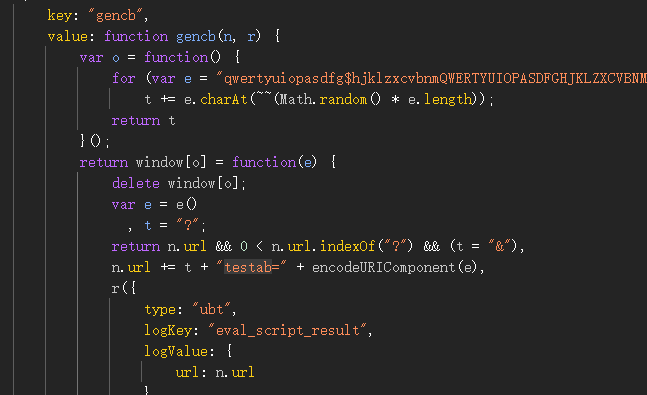 key: "gencb",
value: function gencb(n, r) {
var o = function() {
for (var e = "qwertyuiopasdfg$hjklzxcvbnmQWERTYUIOPASDFGHJKLZXCVBNM
t += e.charAt(~~(Math.random() * e.length));
return t
}();
return window[o] = function(e) {
delete window[o];
var e = e()
, t = "?";
return n.url && 0 < n.url.indexOf("?") && (t = "&"),
n.url += t + "testab=" + encodeURIComponent(e),
r({
type: "ubt",
logKey: "eval_script_result",
logValue: {
url: n.url
}